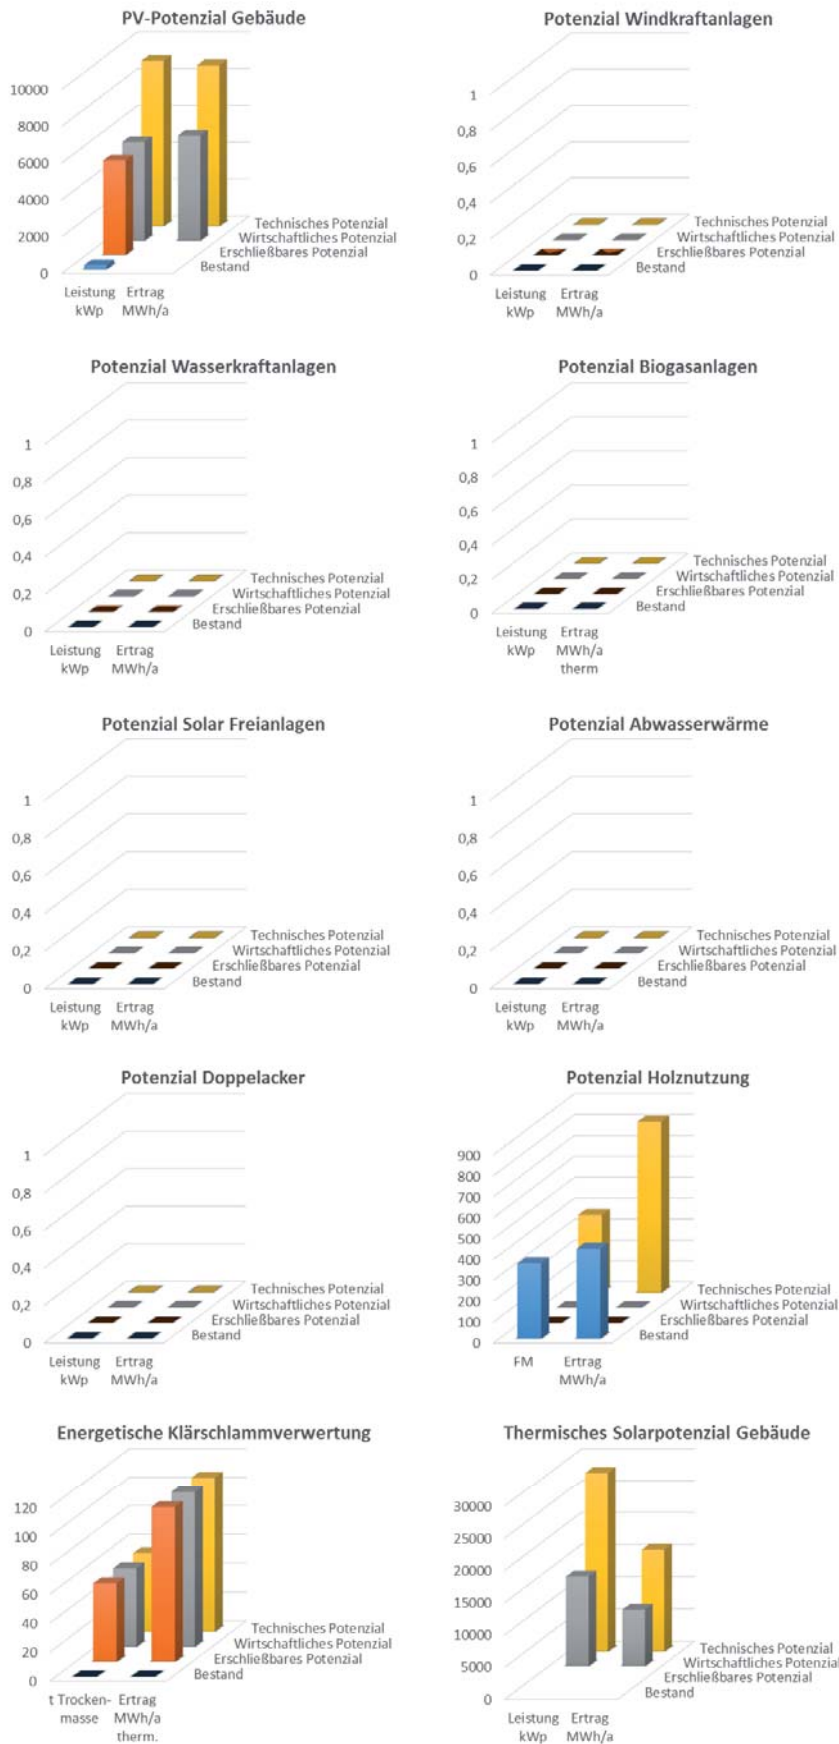 PV-Potenzial Gebäude
10000
8000
6000
4000
2000
0
Technisches Potenzial
Wirtschaftliches Potenzial
Erschließbares Potenzial
Bestand
Leistung Ertrag
kWp MWh/a
Potenzial Windkraftanlagen
1
0,8
0,6
0,4
0,2
0
Technisches Potenzial
Wirtschaftliches Potenzial
Erschließbares Potenzial
Bestand
Leistung Ertrag
kWp MWh/a
Potenzial Wasserkraftanlagen
1
0,8
0,6
0,4
0,2
0
Technisches Potenzial
Wirtschaftliches Potenzial
Erschließbares Potenzial
Bestand
Leistung Ertrag
kWp MWh/a
Potenzial Biogasanlagen
1
0,8
0,6
0,4
0,2
0
Technisches Potenzial
Wirtschaftliches Potenzial
Erschließbares Potenzial
Bestand
Leistung Ertrag
kWp MWh/a
therm
Potenzial Solar Freianlagen
1
0,8
0,6
0,4
0,2
0
Technisches Potenzial
Wirtschaftliches Potenzial
Erschließbares Potenzial
Bestand
Leistung Ertrag
kWp MWh/a
Potenzial Abwasserwärme
1
0,8
0,6
0,4
0,2
0
Technisches Potenzial
Wirtschaftliches Potenzial
Erschließbares Potenzial
Bestand
Leistung Ertrag
kWp MWh/a
Potenzial Doppelacker
1
0,8
0,6
0,4
0,2
0
Technisches Potenzial
Wirtschaftliches Potenzial
Erschließbares Potenzial
Bestand
Leistung Ertrag
kWp MWh/a
Potenzial Holznutzung
900
800
700
600
500
400
300
200
100
0
Technisches Potenzial
Wirtschaftliches Potenzial
Erschließbares Potenzial
Bestand
FM Ertrag
MWh/a
Energetische Klärschlammverwertung
120
100
80
60
40
20
0
Technisches Potenzial
Wirtschaftliches Potenzial
Erschließbares Potenzial
Bestand
t Trocken- Ertrag
masse MWh/a
therm.
Thermisches Solarpotenzial Gebäude
30000
25000
20000
15000
10000
5000
0
Technisches Potenzial
Wirtschaftliches Potenzial
Erschließbares Potenzial
Bestand
Leistung Ertrag
kWp MWh/a